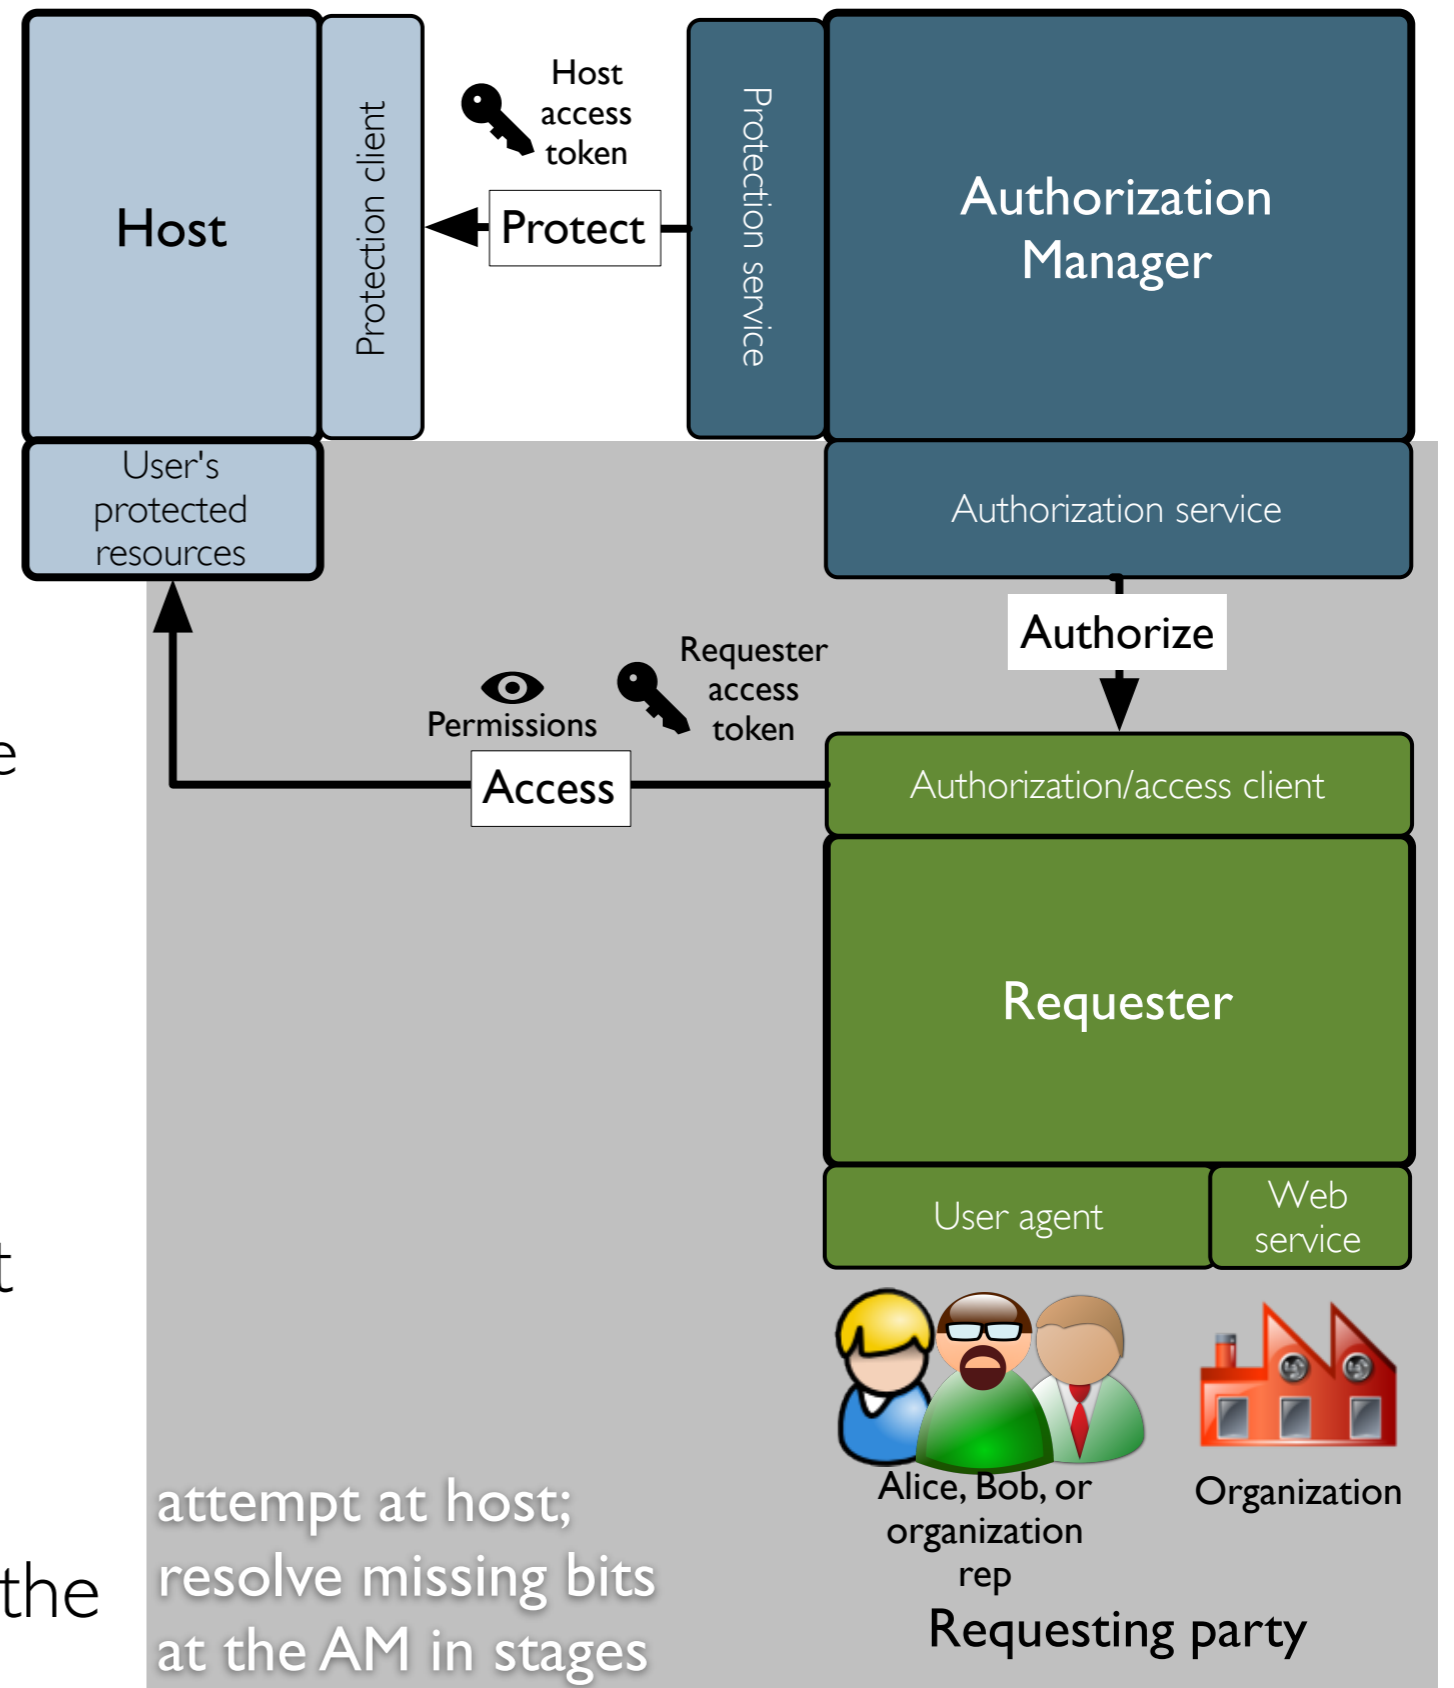 Host
Protection client
Host
access
token
Protect
Protection service
Authorization
Manager
User's
protected
resources
Authorization service
Authorize
Requester
access
token
Permissions
Access
Authorization/access client
Requester
User agent
Web
service
Alice, Bob, or
organization
rep
Organization
Requesting party
attempt at host;
resolve missing bits
at the AM in stages
the